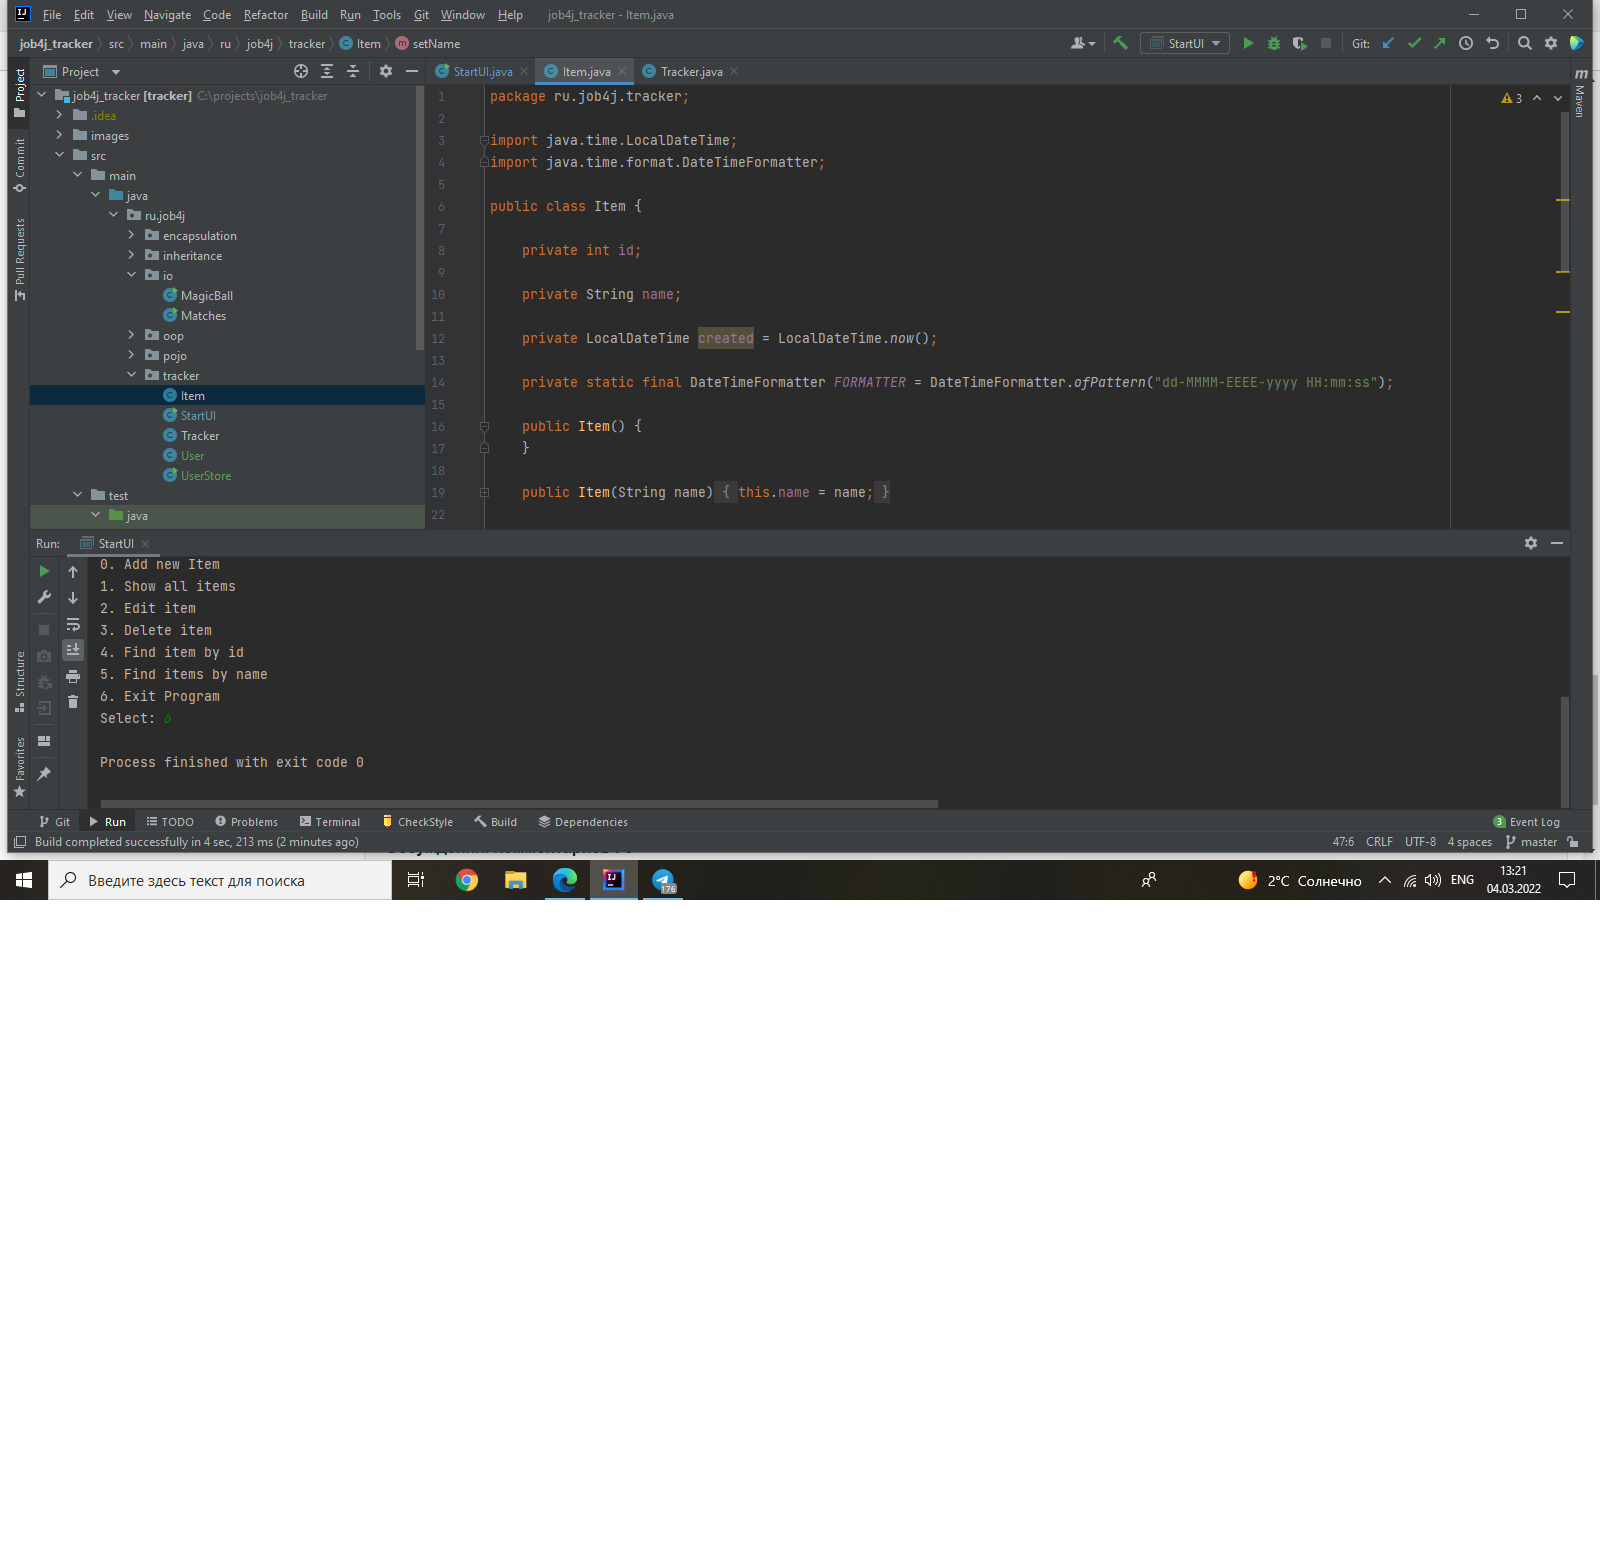 File Edit View Navigate Code Refactor Build Run Tools Git Window Help job4j_tracker - Item.java
job4j_tracker src main java ru job4j tracker Item setName StartUI Git:
Project StartUI.java Item.java Tracker.java
job4j_tracker [tracker] C:\projects\job4j_tracker
.idea
images
src
main
java
ru.job4j
encapsulation
inheritance
io
MagicBall
Matches
oop
pojo
tracker
Item
StartUI
Tracker
User
UserStore
test
java
Project
Commit
Pull Requests
Structure
Favorites
Maven
3
1 package ru.job4j.tracker;
2
3 import java.time.LocalDateTime;
4 import java.time.format.DateTimeFormatter;
5
6 public class Item {
7
8 private int id;
9
10 private String name;
11
12 private LocalDateTime created = LocalDateTime.now();
13
14 private static final DateTimeFormatter FORMATTER = DateTimeFormatter.ofPattern("dd-MMMM-EEEE-yyyy HH:mm:ss");
15
16 public Item() {
17 }
18
19 public Item(String name) { this.name = name; }
22
Run: StartUI
0. Add new Item
1. Show all items
2. Edit item
3. Delete item
4. Find item by id
5. Find items by name
6. Exit Program
Select: 6
Process finished with exit code 0
Git Run TODO Problems Terminal CheckStyle Build Dependencies 3 Event Log
Build completed successfully in 4 sec, 213 ms (2 minutes ago) 47:6 CRLF UTF-8 4 spaces master
Введите здесь текст для поиска 176 2°C Солнечно ENG 13:21
04.03.2022